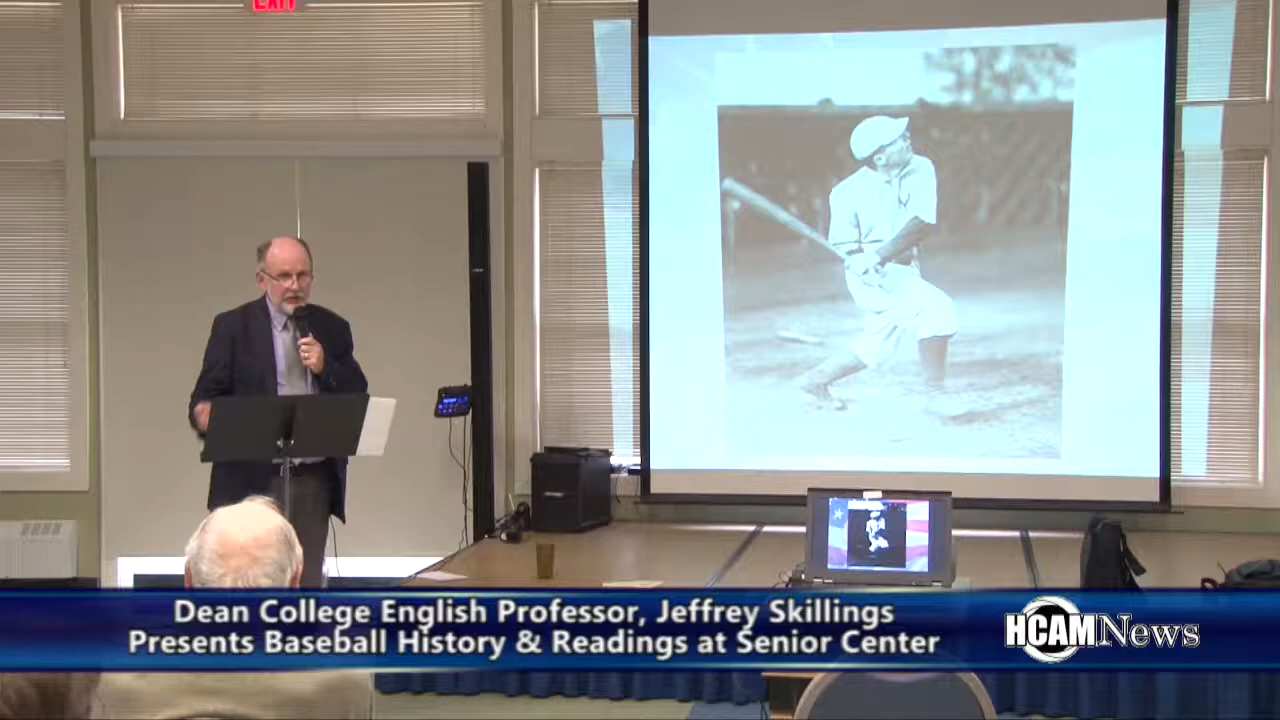 EXIT
Dean College English Professor, Jeffrey Skillings
Presents Baseball History & Readings at Senior Center
HCAMNews